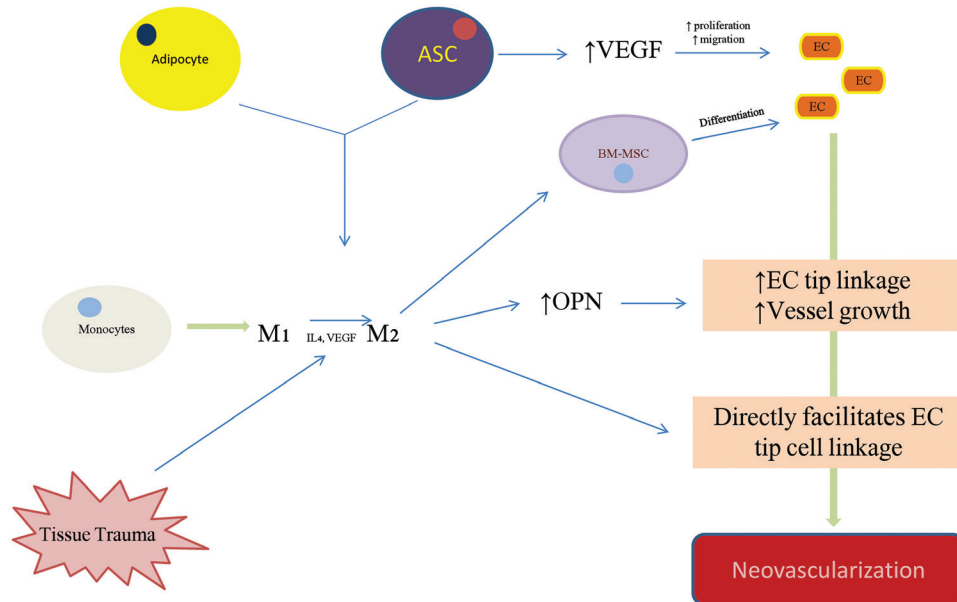 Adipocyte
ASC
↑VEGF
↑ proliferation
↑ migration
EC
EC
EC
BM-MSC
Differentiation
Monocytes
M1
IL4, VEGF
M2
↑OPN
↑EC tip linkage
↑Vessel growth
Directly facilitates EC
tip cell linkage
Tissue Trauma
Neovascularization